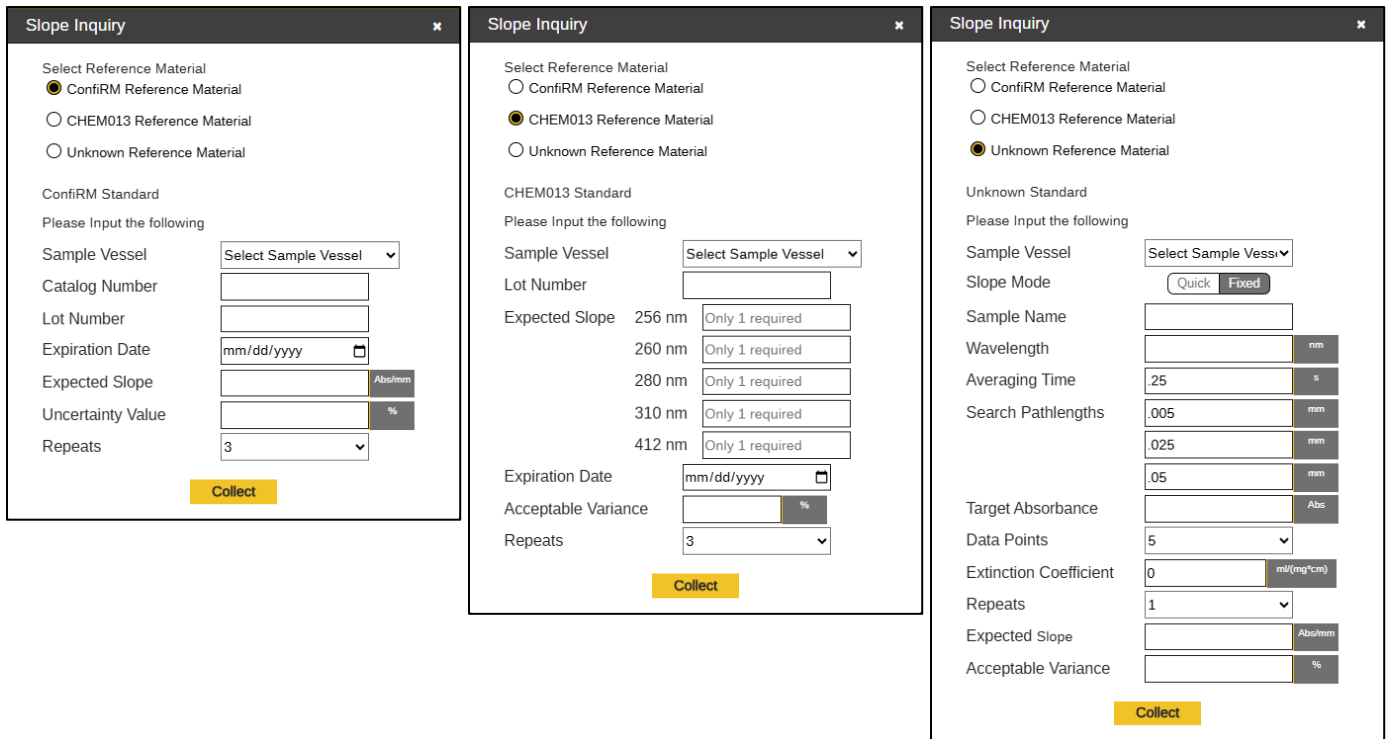 Slope Inquiry ×
Select Reference Material
ConfiRM Reference Material
CHEM013 Reference Material
Unknown Reference Material
ConfiRM Standard
Please Input the following
Sample Vessel Select Sample Vessel
Catalog Number
Lot Number
Expiration Date mm/dd/yyyy
Expected Slope Abs/mm
Uncertainty Value %
Repeats 3
Collect
Slope Inquiry ×
Select Reference Material
ConfiRM Reference Material
CHEM013 Reference Material
Unknown Reference Material
CHEM013 Standard
Please Input the following
Sample Vessel Select Sample Vessel
Lot Number
Expected Slope 256 nm Only 1 required
260 nm Only 1 required
280 nm Only 1 required
310 nm Only 1 required
412 nm Only 1 required
Expiration Date mm/dd/yyyy
Acceptable Variance %
Repeats 3
Collect
Slope Inquiry ×
Select Reference Material
ConfiRM Reference Material
CHEM013 Reference Material
Unknown Reference Material
Unknown Standard
Please Input the following
Sample Vessel Select Sample Vess
Slope Mode Quick Fixed
Sample Name
Wavelength nm
Averaging Time .25 s
Search Pathlengths .005 mm
.025 mm
.05 mm
Target Absorbance Abs
Data Points 5
Extinction Coefficient 0 ml/(mg*cm)
Repeats 1
Expected Slope Abs/mm
Acceptable Variance %
Collect